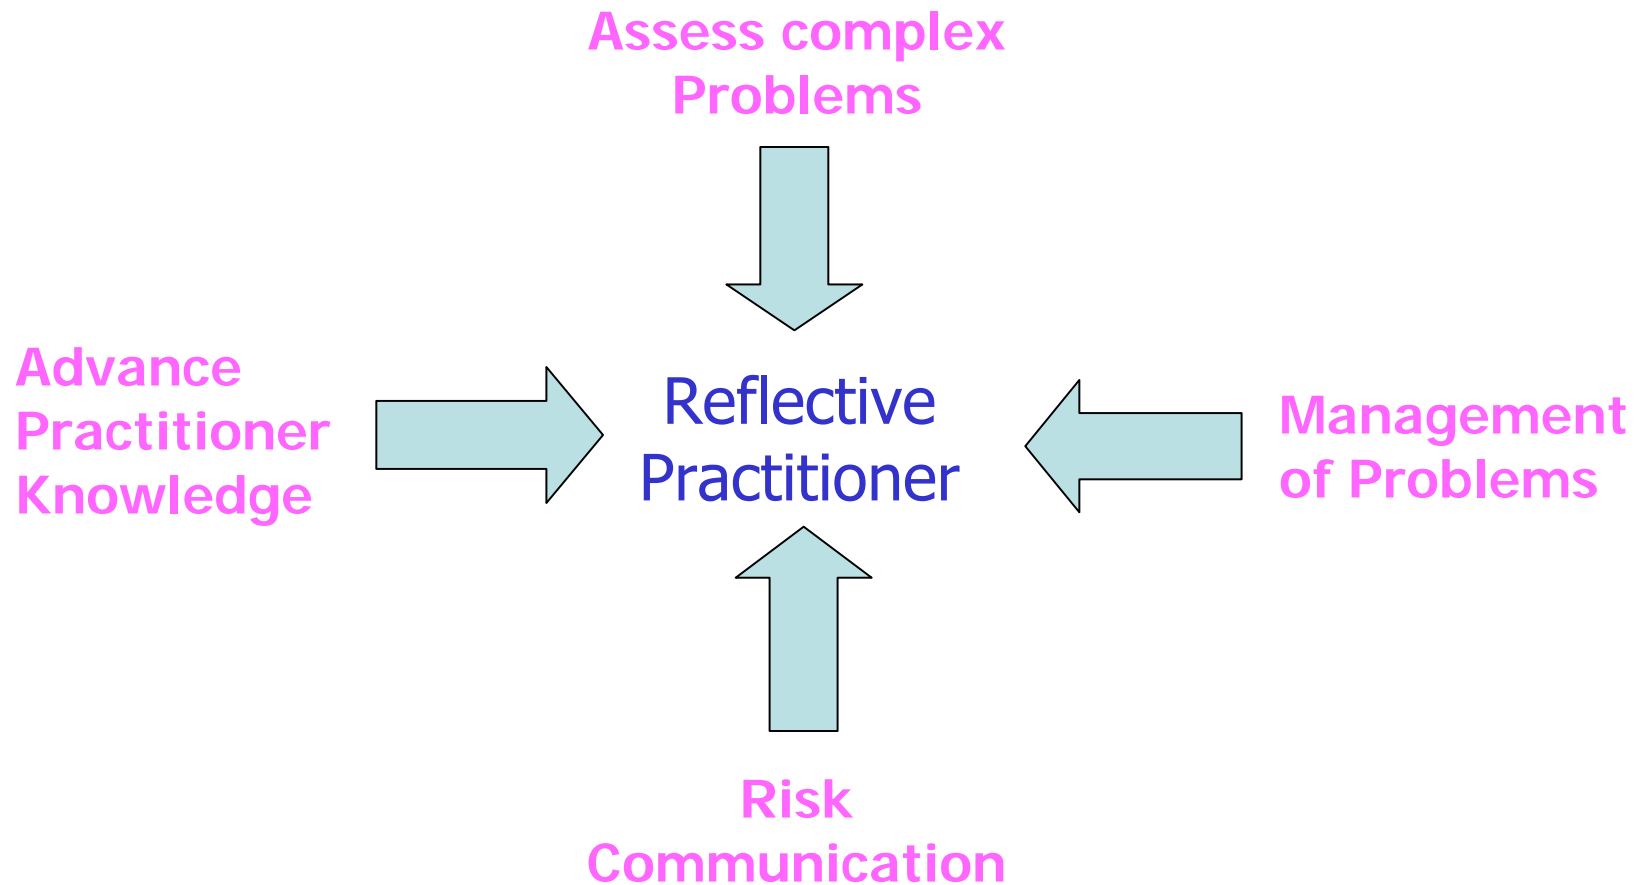 Assess complex
Problems
Advance
Practitioner
Knowledge
Reflective
Practitioner
Management
of Problems
Risk
Communication